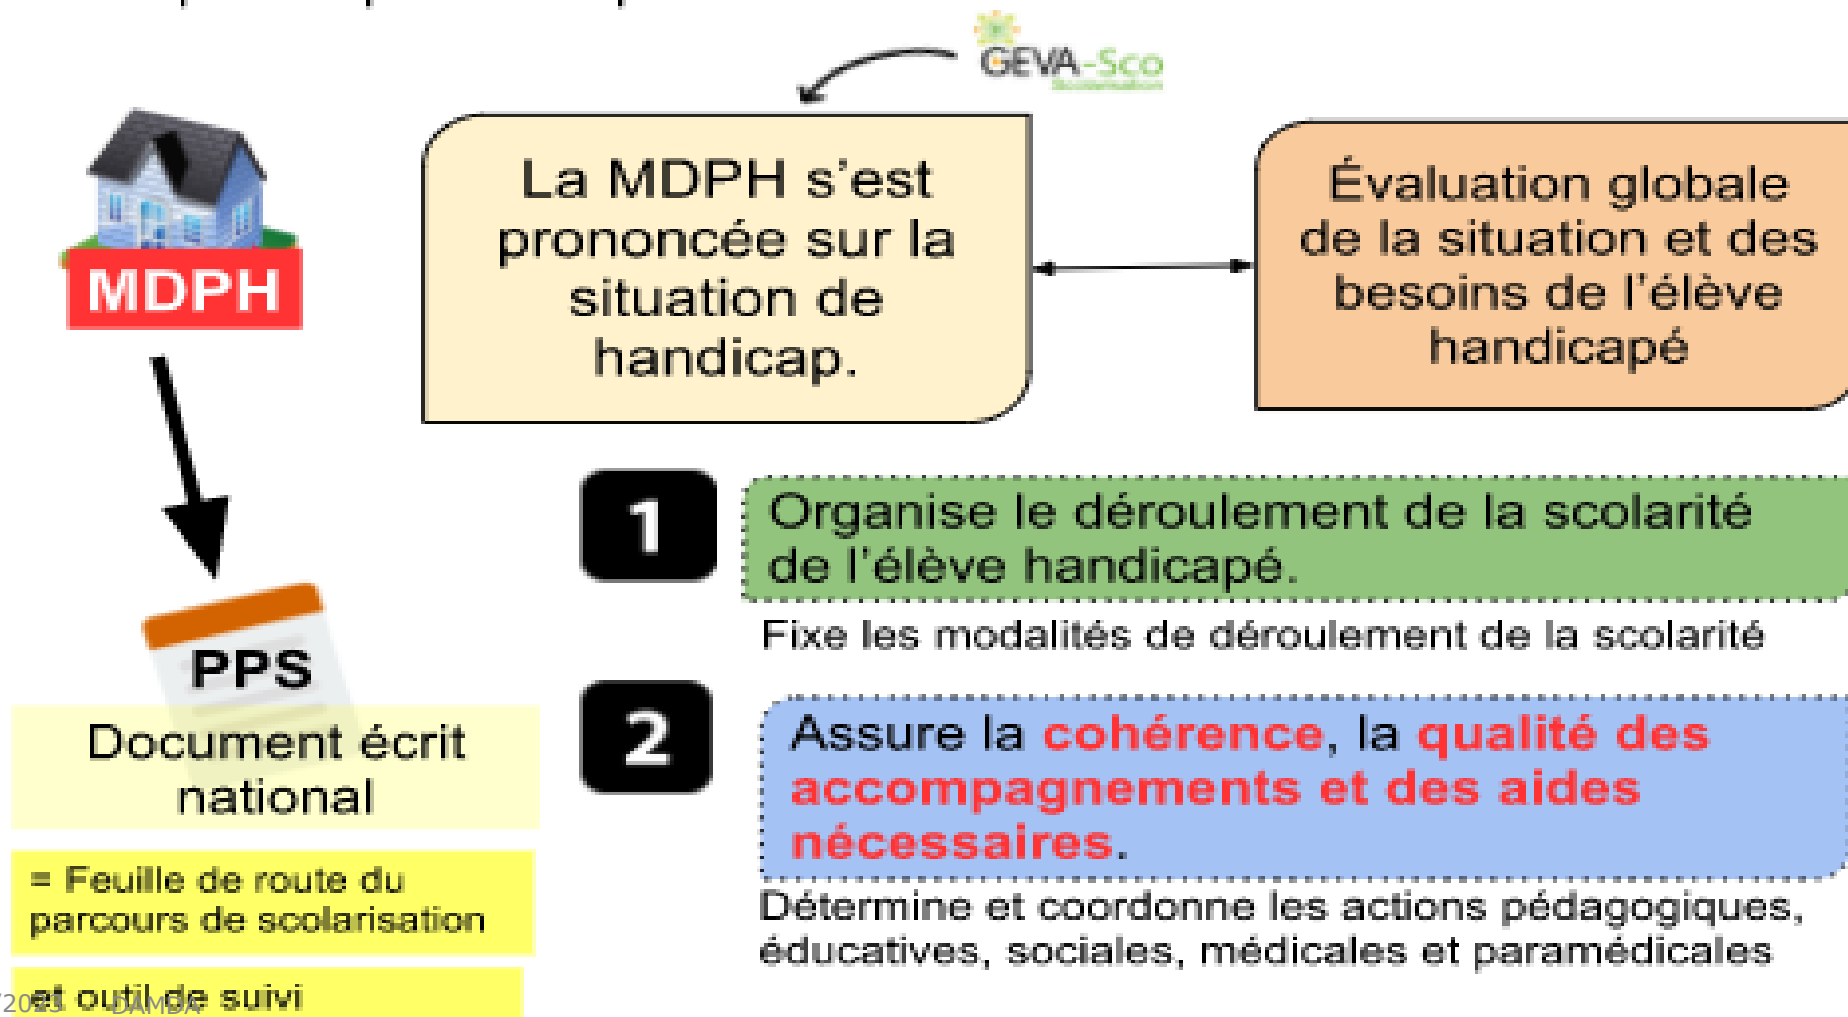 GEVA-Sco
Scolarisation
MDPH
La MDPH s'est
prononcée sur la
situation de
handicap.
Évaluation globale
de la situation et des
besoins de l'élève
handicapé
1
Organise le déroulement de la scolarité
de l'élève handicapé.
Fixe les modalités de déroulement de la scolarité
2
Assure la cohérence, la qualité des
accompagnements et des aides
nécessaires.
Détermine et coordonne les actions pédagogiques,
éducatives, sociales, médicales et paramédicales
PPS
Document écrit
national
= Feuille de route du
parcours de scolarisation
et outil de suivi